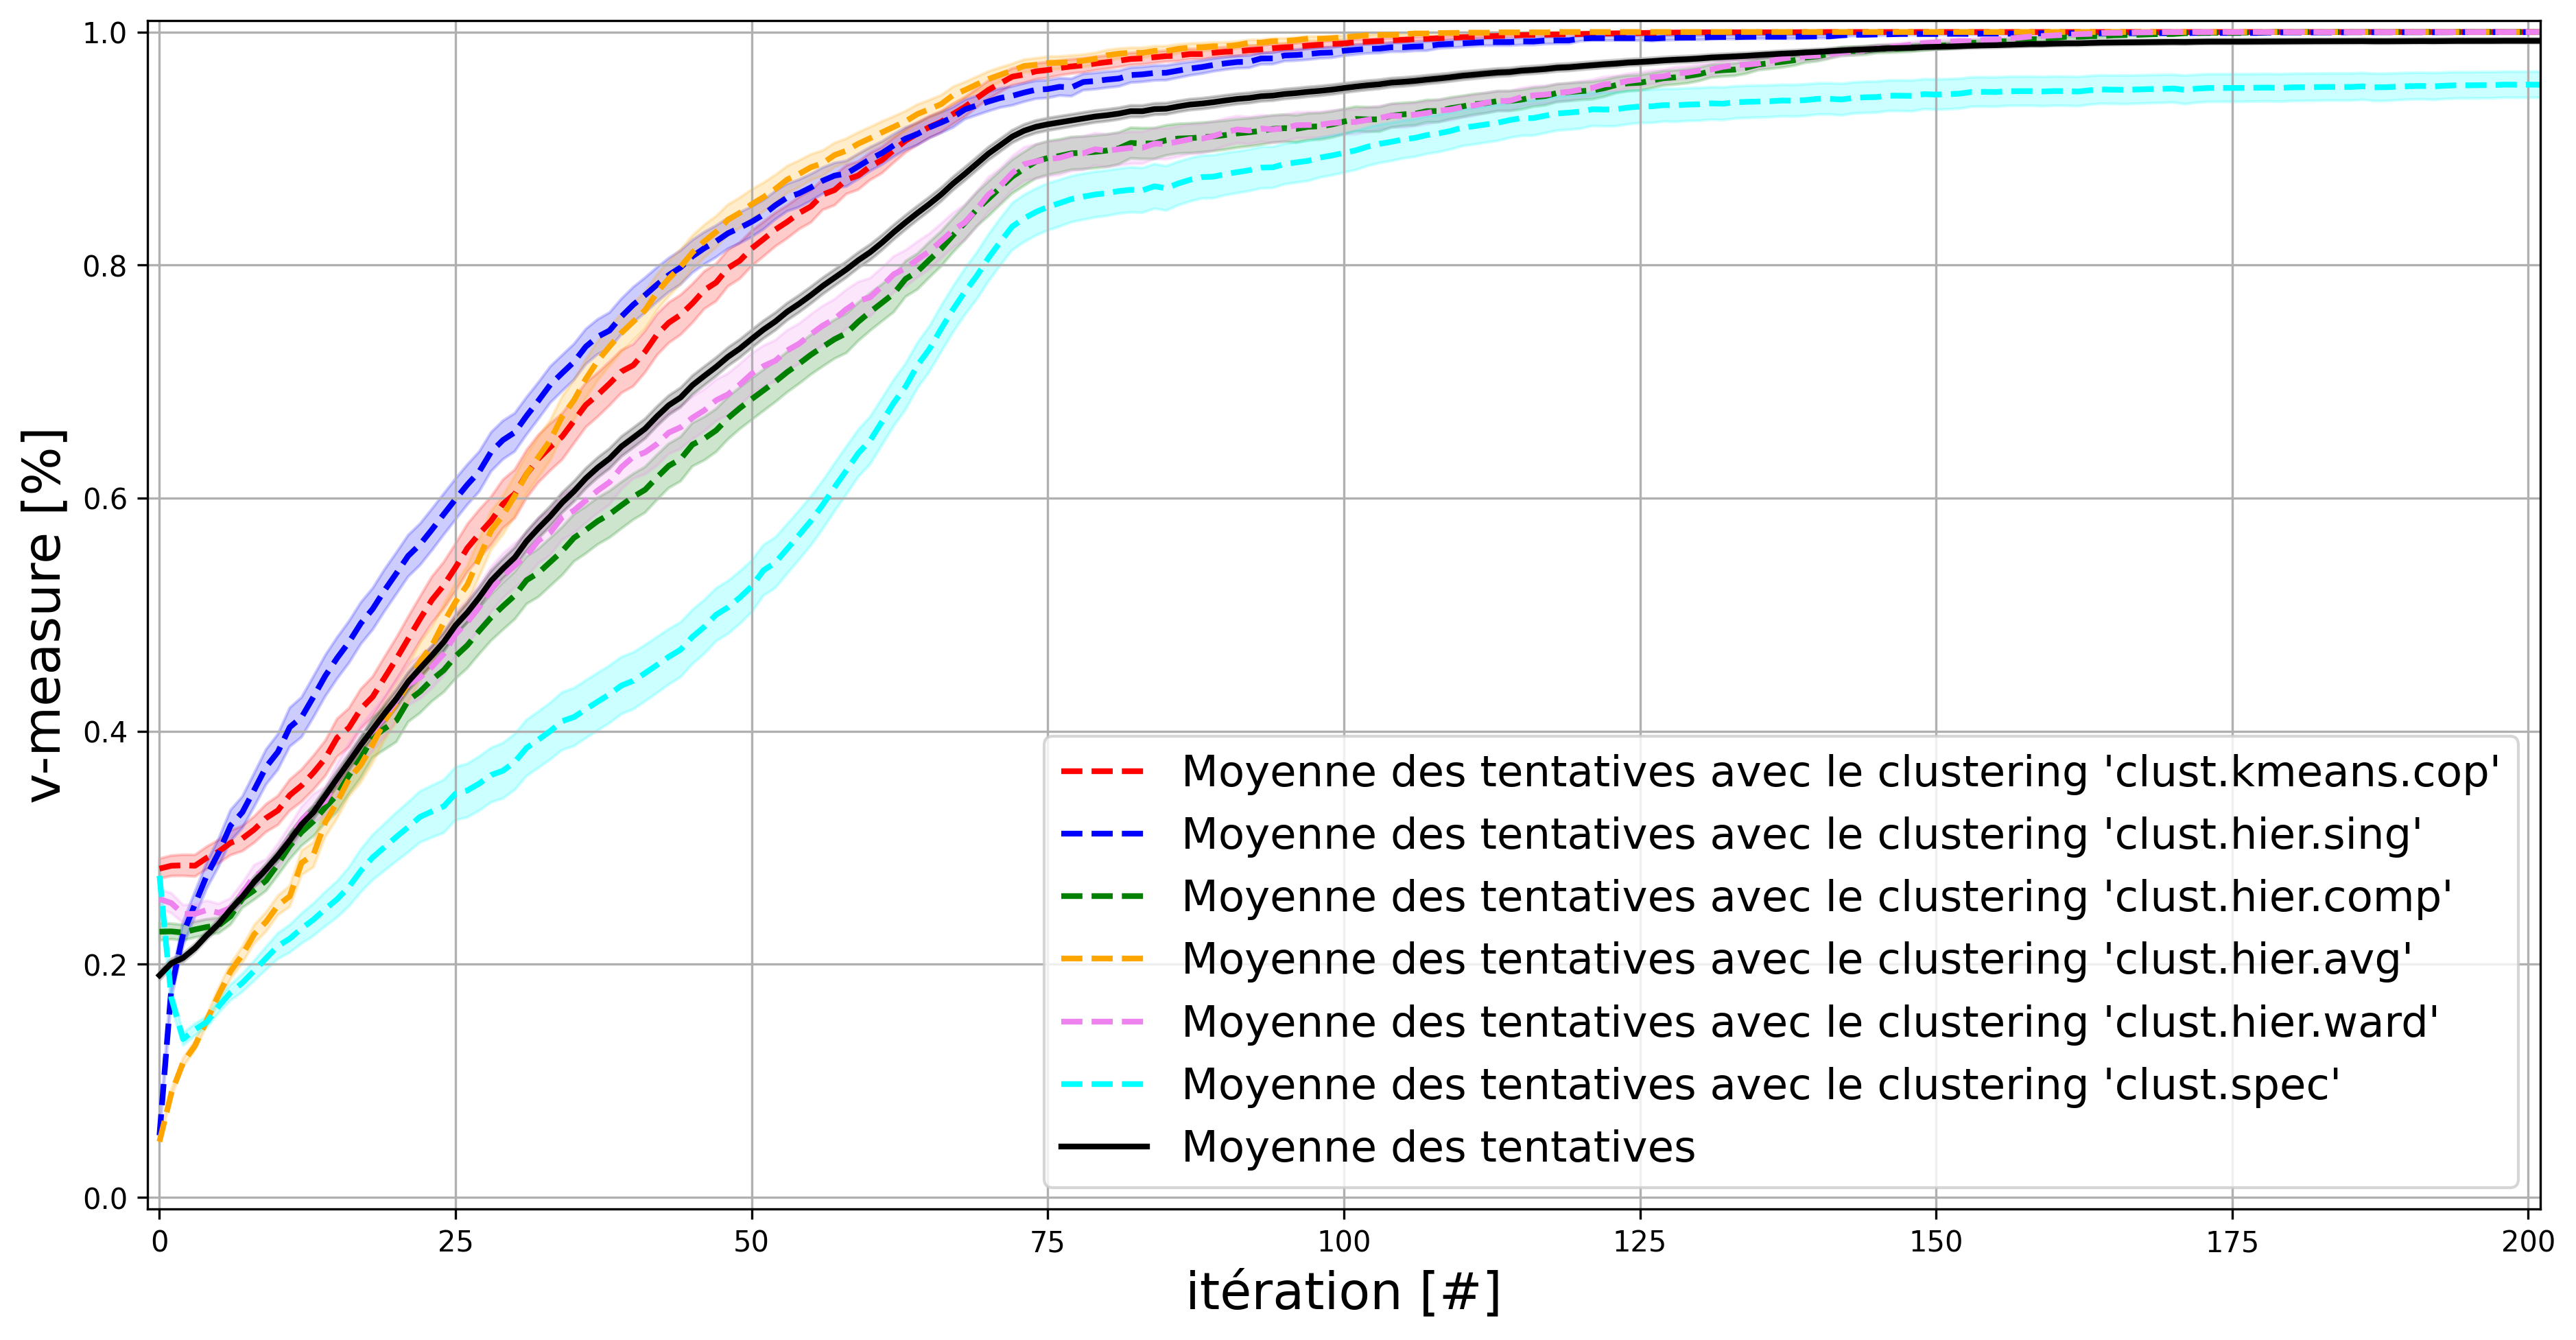 1.0
0.8
0.6
0.4
0.2
0.0
v-measure [%]
Moyenne des tentatives avec le clustering 'clust.kmeans.cop'
Moyenne des tentatives avec le clustering 'clust.hier.sing'
Moyenne des tentatives avec le clustering 'clust.hier.comp'
Moyenne des tentatives avec le clustering 'clust.hier.avg'
Moyenne des tentatives avec le clustering 'clust.hier.ward'
Moyenne des tentatives avec le clustering 'clust.spec'
Moyenne des tentatives
0 25 50 75 100 125 150 175 200
itération [#]